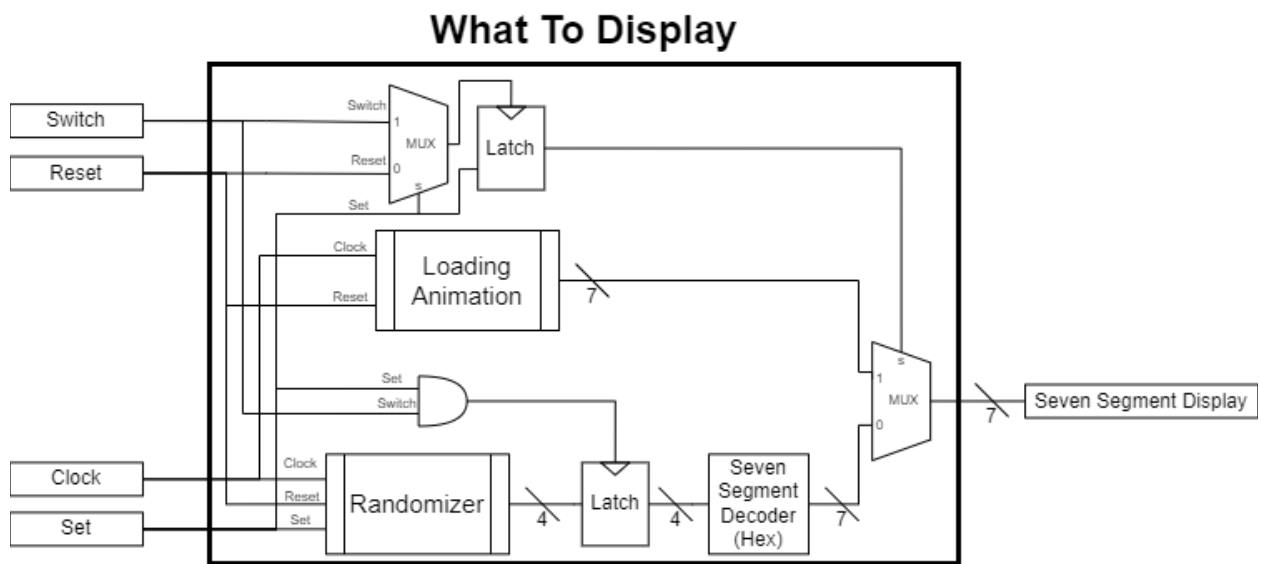 What To Display
Switch
Reset
Clock
Set
Switch
Reset
Set
1
0
MUX
s
Latch
Clock
Reset
Loading
Animation
7
Set
Switch
Clock
Reset
Set
Randomizer
4
Latch
4
Seven
Segment
Decoder
(Hex)
7
s
1
0
MUX
7
Seven Segment Display